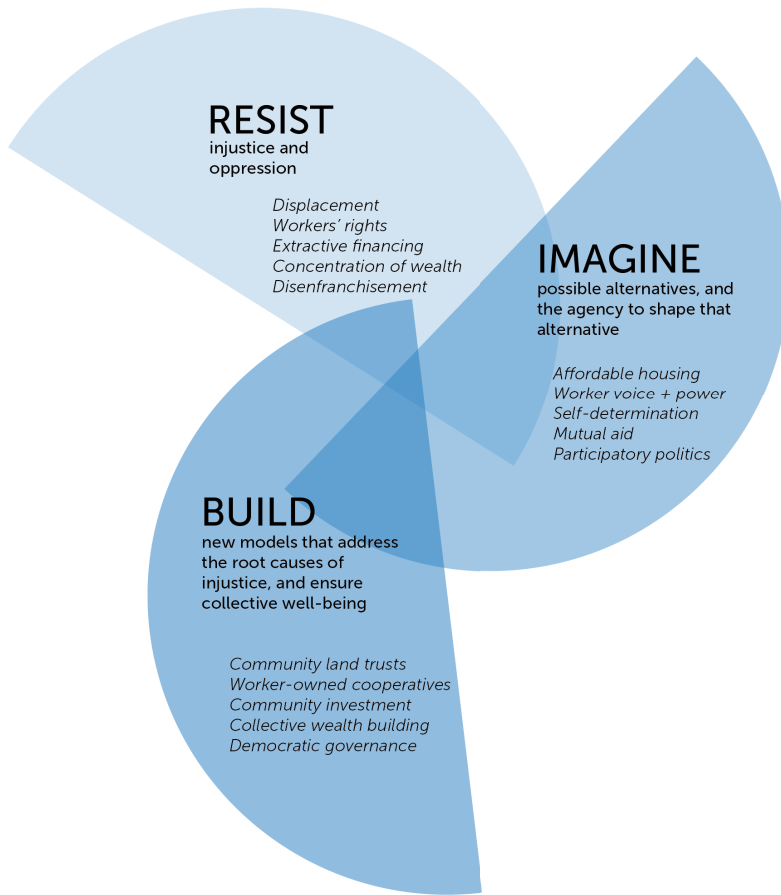 RESIST
injustice and
oppression
Displacement
Workers’ rights
Extractive financing
Concentration of wealth
Disenfranchisement
IMAGINE
possible alternatives, and
the agency to shape that
alternative
Affordable housing
Worker voice + power
Self-determination
Mutual aid
Participatory politics
BUILD
new models that address
the root causes of
injustice, and ensure
collective well-being
Community land trusts
Worker-owned cooperatives
Community investment
Collective wealth building
Democratic governance